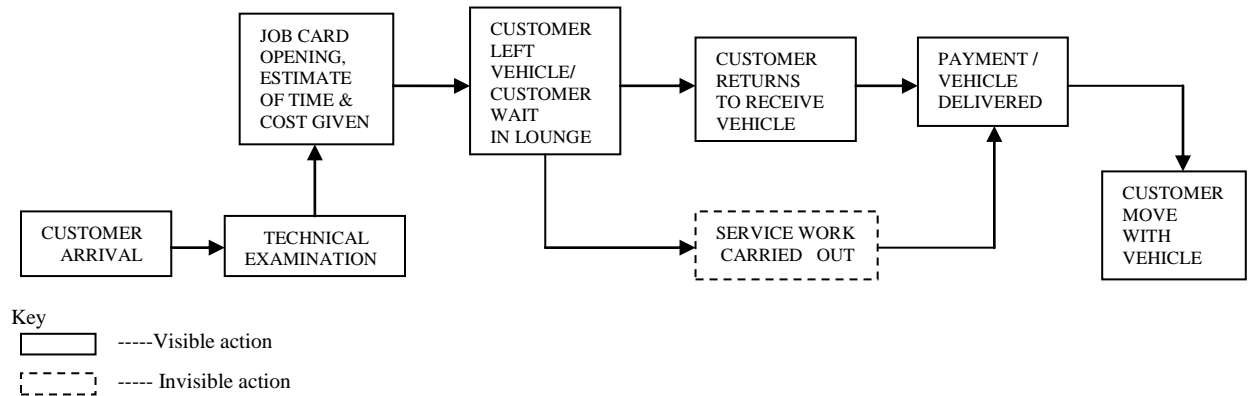 CUSTOMER
ARRIVAL
TECHNICAL
EXAMINATION
JOB CARD
OPENING,
ESTIMATE
OF TIME &
COST GIVEN
CUSTOMER
LEFT
VEHICLE/
CUSTOMER
WAIT
IN LOUNGE
CUSTOMER
RETURNS
TO RECEIVE
VEHICLE
SERVICE WORK
CARRIED OUT
PAYMENT /
VEHICLE
DELIVERED
CUSTOMER
MOVE
WITH
VEHICLE
Key
-----Visible action
----- Invisible action